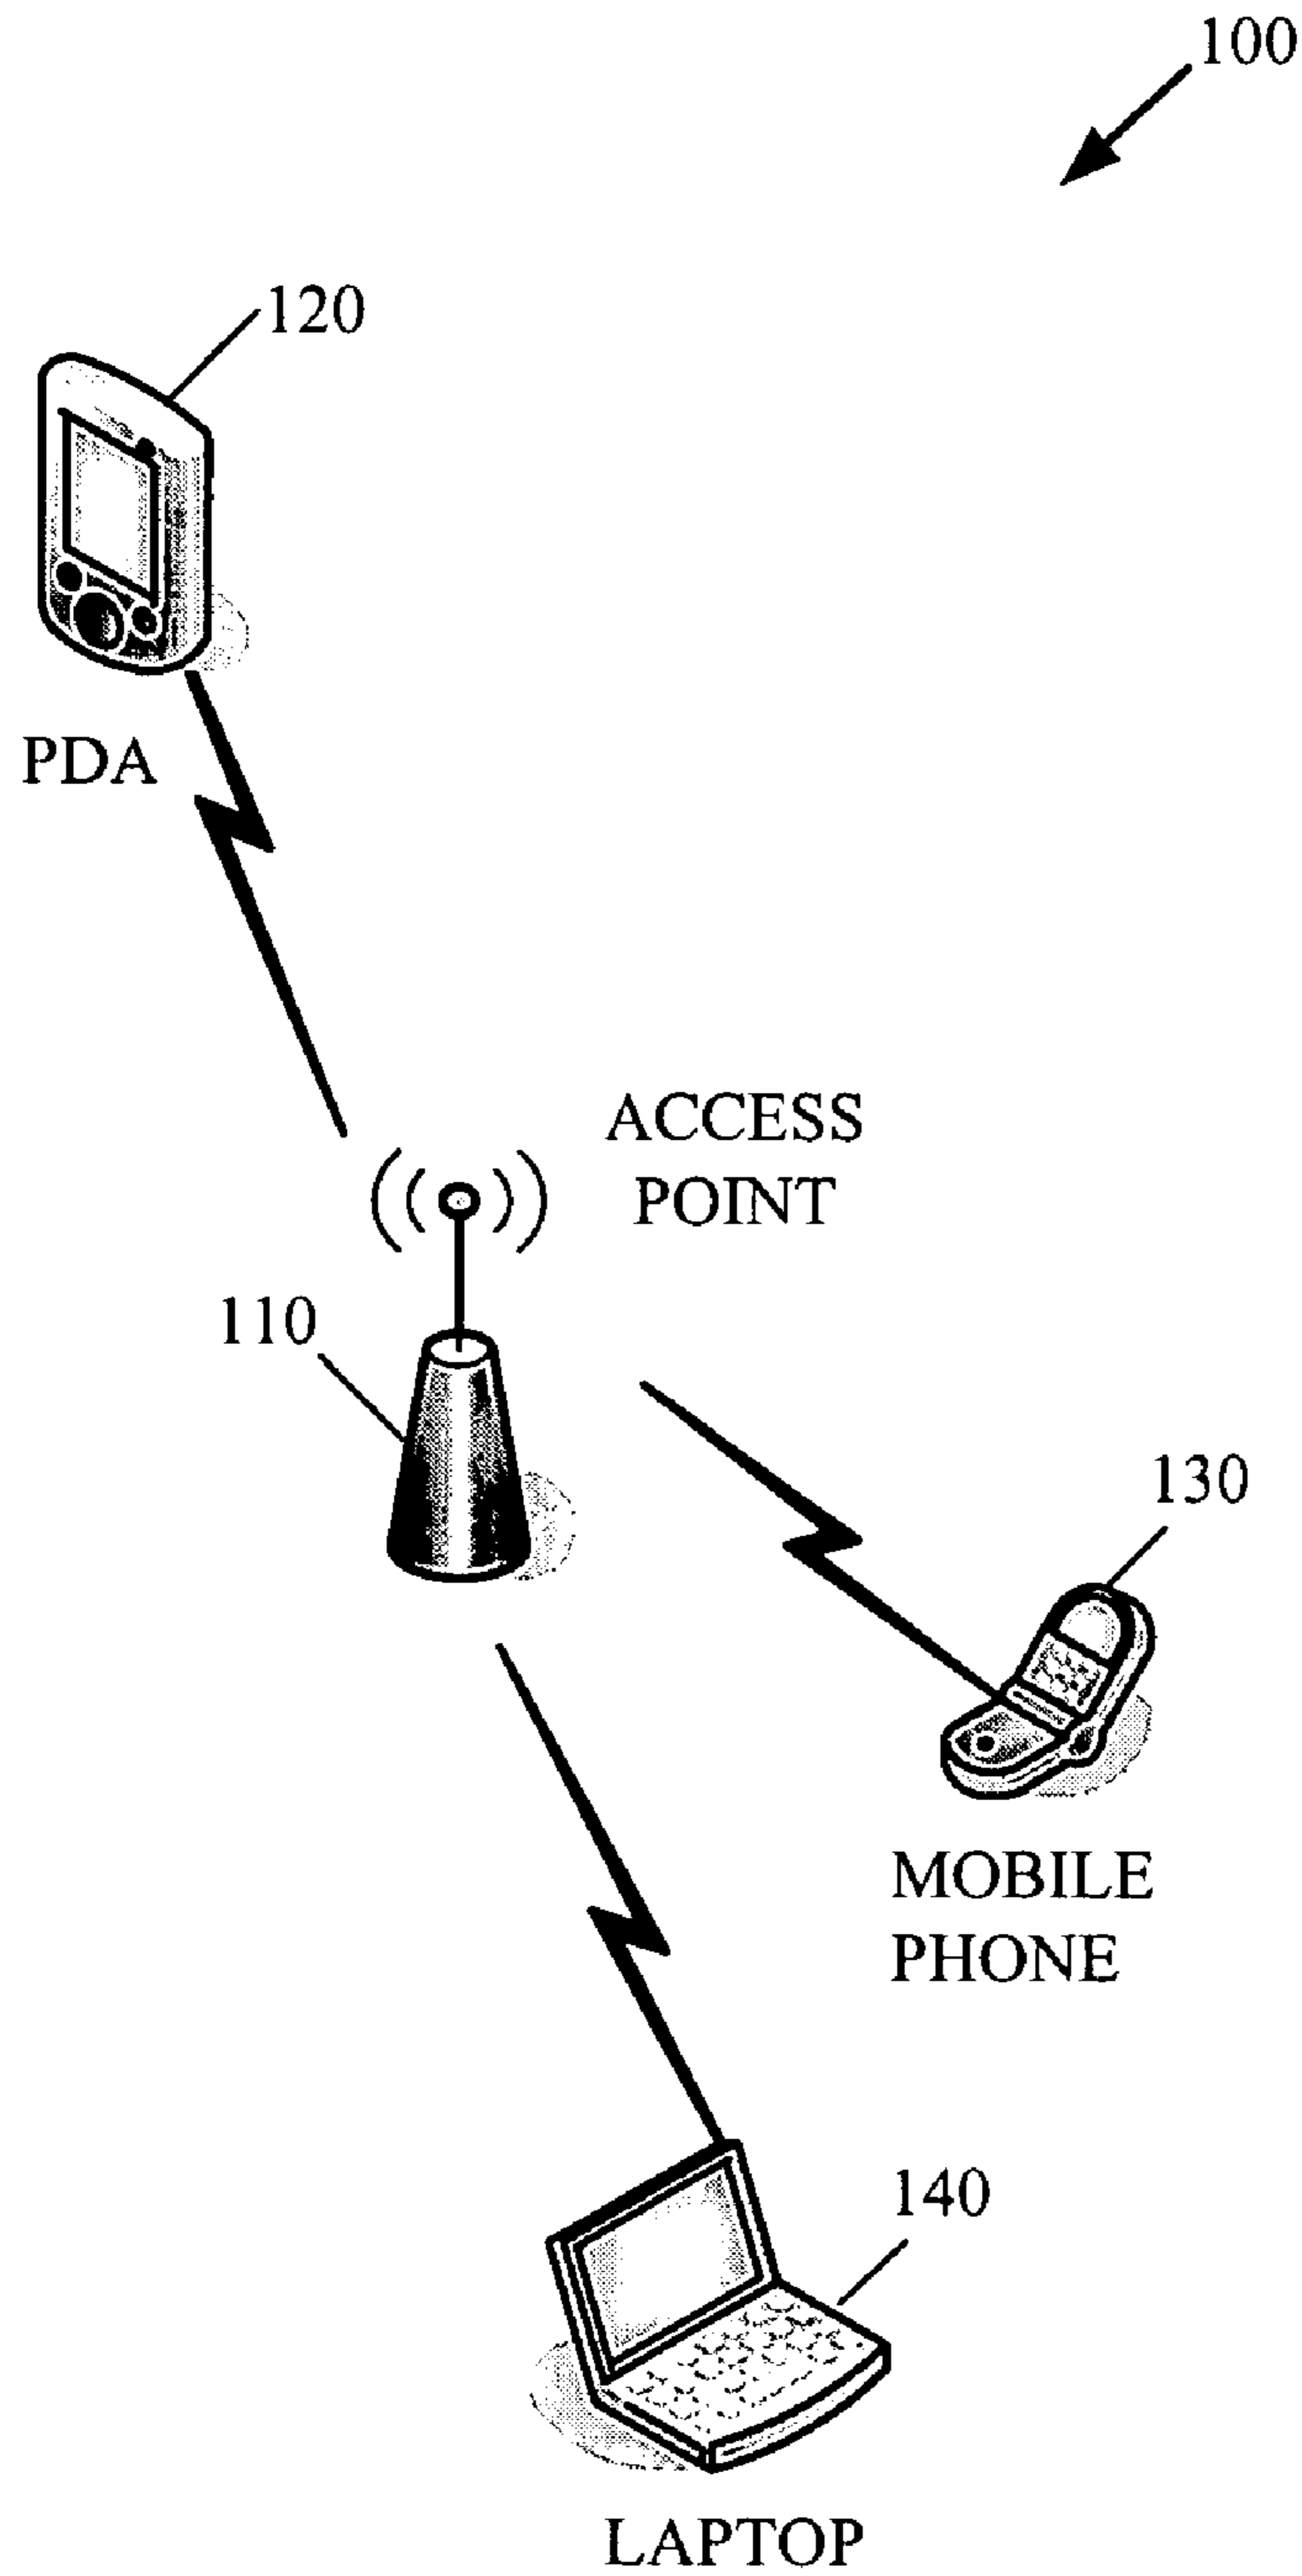 100
120
PDA
ACCESS
POINT
110
130
MOBILE
PHONE
140
LAPTOP